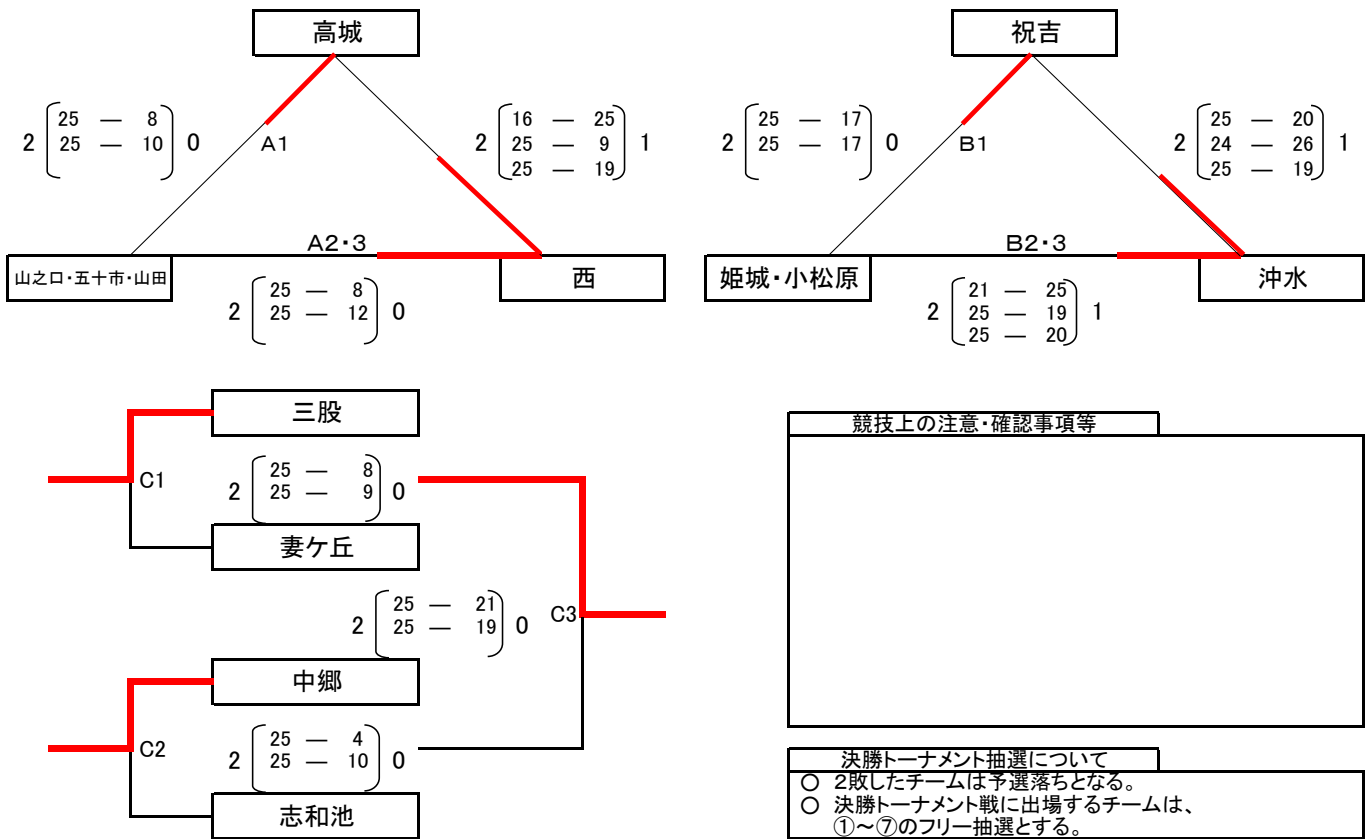 高城
祝吉
2 25 — 8 0
25 — 10
A1
2 16 — 25 1
25 — 9
25 — 19
2 25 — 17 0
25 — 17
B1
2 25 — 20 1
24 — 26
25 — 19
A2・3
B2・3
山之口・五十市・山田
西
姫城・小松原
沖水
2 25 — 8 0
25 — 12
2 21 — 25 1
25 — 19
25 — 20
三股
C1
2 25 — 8 0
25 — 9
妻ケ丘
2 25 — 21 0
25 — 19
C3
中郷
C2
2 25 — 4 0
25 — 10
志和池
競技上の注意・確認事項等
決勝トーナメント抽選について
○ 2敗したチームは予選落ちとなる。
○ 決勝トーナメント戦に出場するチームは、
①～⑦のフリー抽選とする。